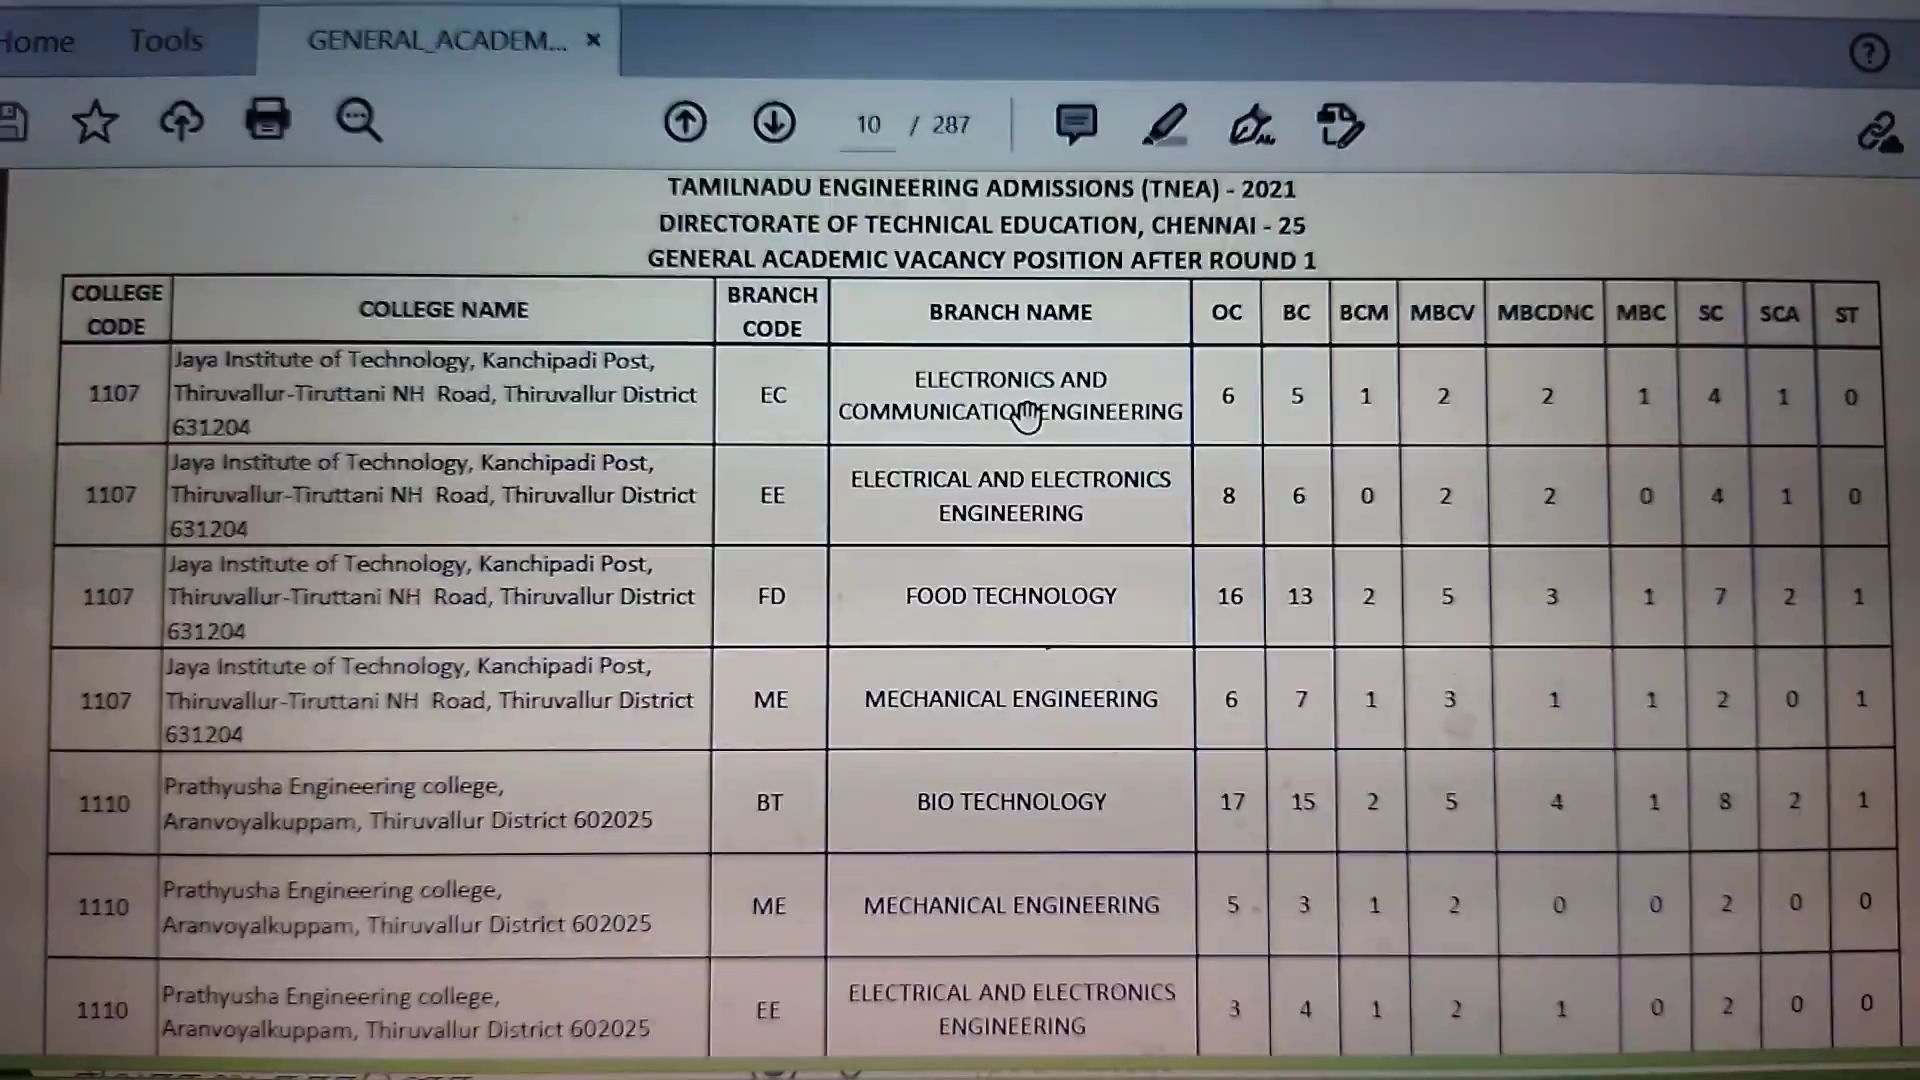 Home Tools GENERAL_ACADEM... ×
10 / 287
TAMILNADU ENGINEERING ADMISSIONS (TNEA) - 2021
DIRECTORATE OF TECHNICAL EDUCATION, CHENNAI - 25
GENERAL ACADEMIC VACANCY POSITION AFTER ROUND 1
COLLEGE CODE COLLEGE NAME BRANCH CODE BRANCH NAME OC BC BCM MBCV MBCDNC MBC SC SCA ST
1107 Jaya Institute of Technology, Kanchipadi Post, Thiruvallur-Tiruttani NH Road, Thiruvallur District 631204 EC ELECTRONICS AND COMMUNICATION ENGINEERING 6 5 1 2 2 1 4 1 0
1107 Jaya Institute of Technology, Kanchipadi Post, Thiruvallur-Tiruttani NH Road, Thiruvallur District 631204 EE ELECTRICAL AND ELECTRONICS ENGINEERING 8 6 0 2 2 0 4 1 0
1107 Jaya Institute of Technology, Kanchipadi Post, Thiruvallur-Tiruttani NH Road, Thiruvallur District 631204 FD FOOD TECHNOLOGY 16 13 2 5 3 1 7 2 1
1107 Jaya Institute of Technology, Kanchipadi Post, Thiruvallur-Tiruttani NH Road, Thiruvallur District 631204 ME MECHANICAL ENGINEERING 6 7 1 3 1 1 2 0 1
1110 Prathyusha Engineering college, Aranvoyalkuppam, Thiruvallur District 602025 BT BIO TECHNOLOGY 17 15 2 5 4 1 8 2 1
1110 Prathyusha Engineering college, Aranvoyalkuppam, Thiruvallur District 602025 ME MECHANICAL ENGINEERING 5 3 1 2 0 0 2 0 0
1110 Prathyusha Engineering college, Aranvoyalkuppam, Thiruvallur District 602025 EE ELECTRICAL AND ELECTRONICS ENGINEERING 3 4 1 2 1 0 2 0 0